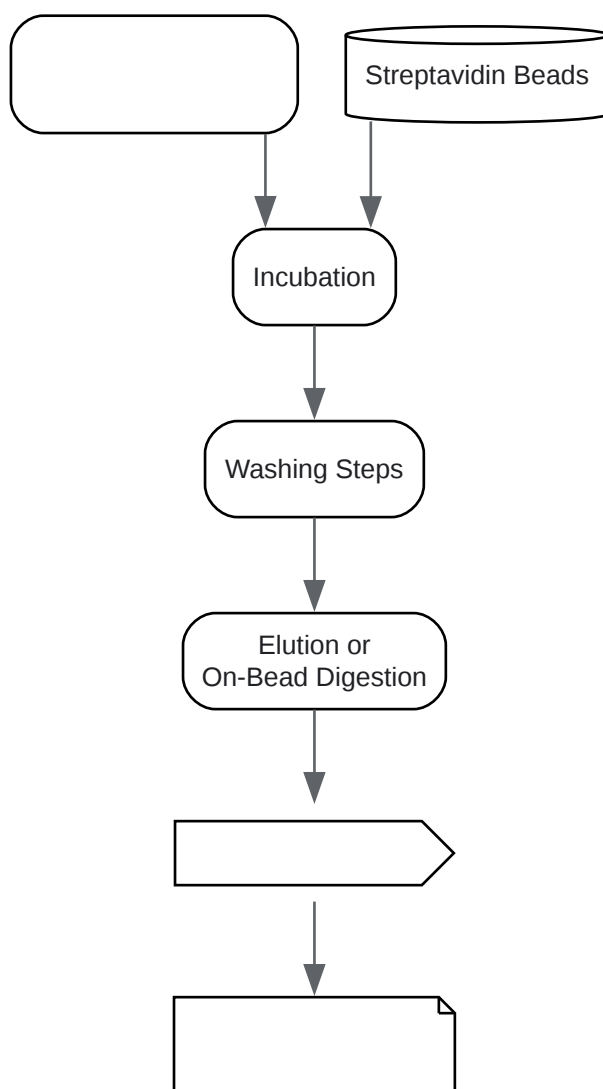 Streptavidin Beads
Incubation
Washing Steps
Elution or
On-Bead Digestion